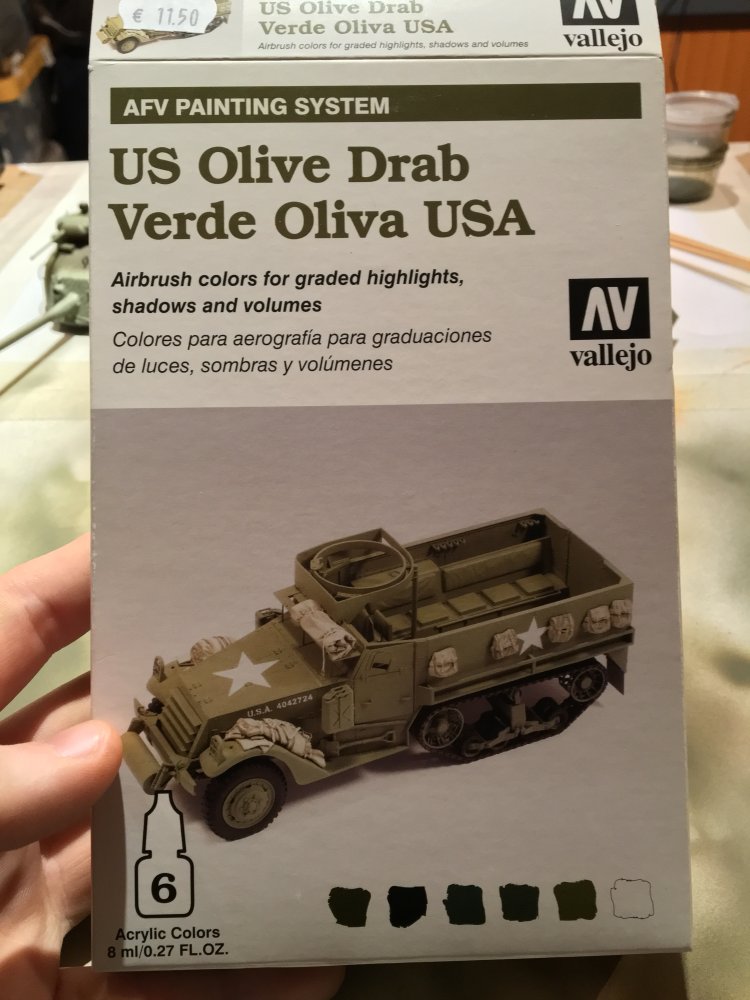 € 11.50
US Olive Drab
Verde Oliva USA
Airbrush colors for graded highlights, shadows and volumes
AV
vallejo
AFV PAINTING SYSTEM
US Olive Drab
Verde Oliva USA
Airbrush colors for graded highlights,
shadows and volumes
Colores para aerografía para graduaciones
de luces, sombras y volúmenes
AV
vallejo
U.S.A. 4042724
6
Acrylic Colors
8 ml/0.27 FL.OZ.